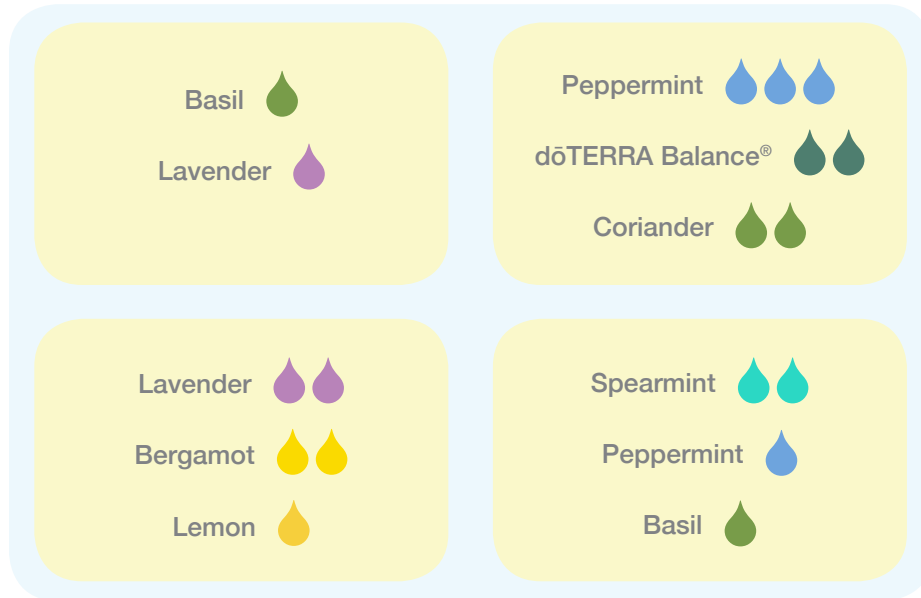 Basil
Lavender
Peppermint
dōTERRA Balance®
Coriander
Lavender
Bergamot
Lemon
Spearmint
Peppermint
Basil